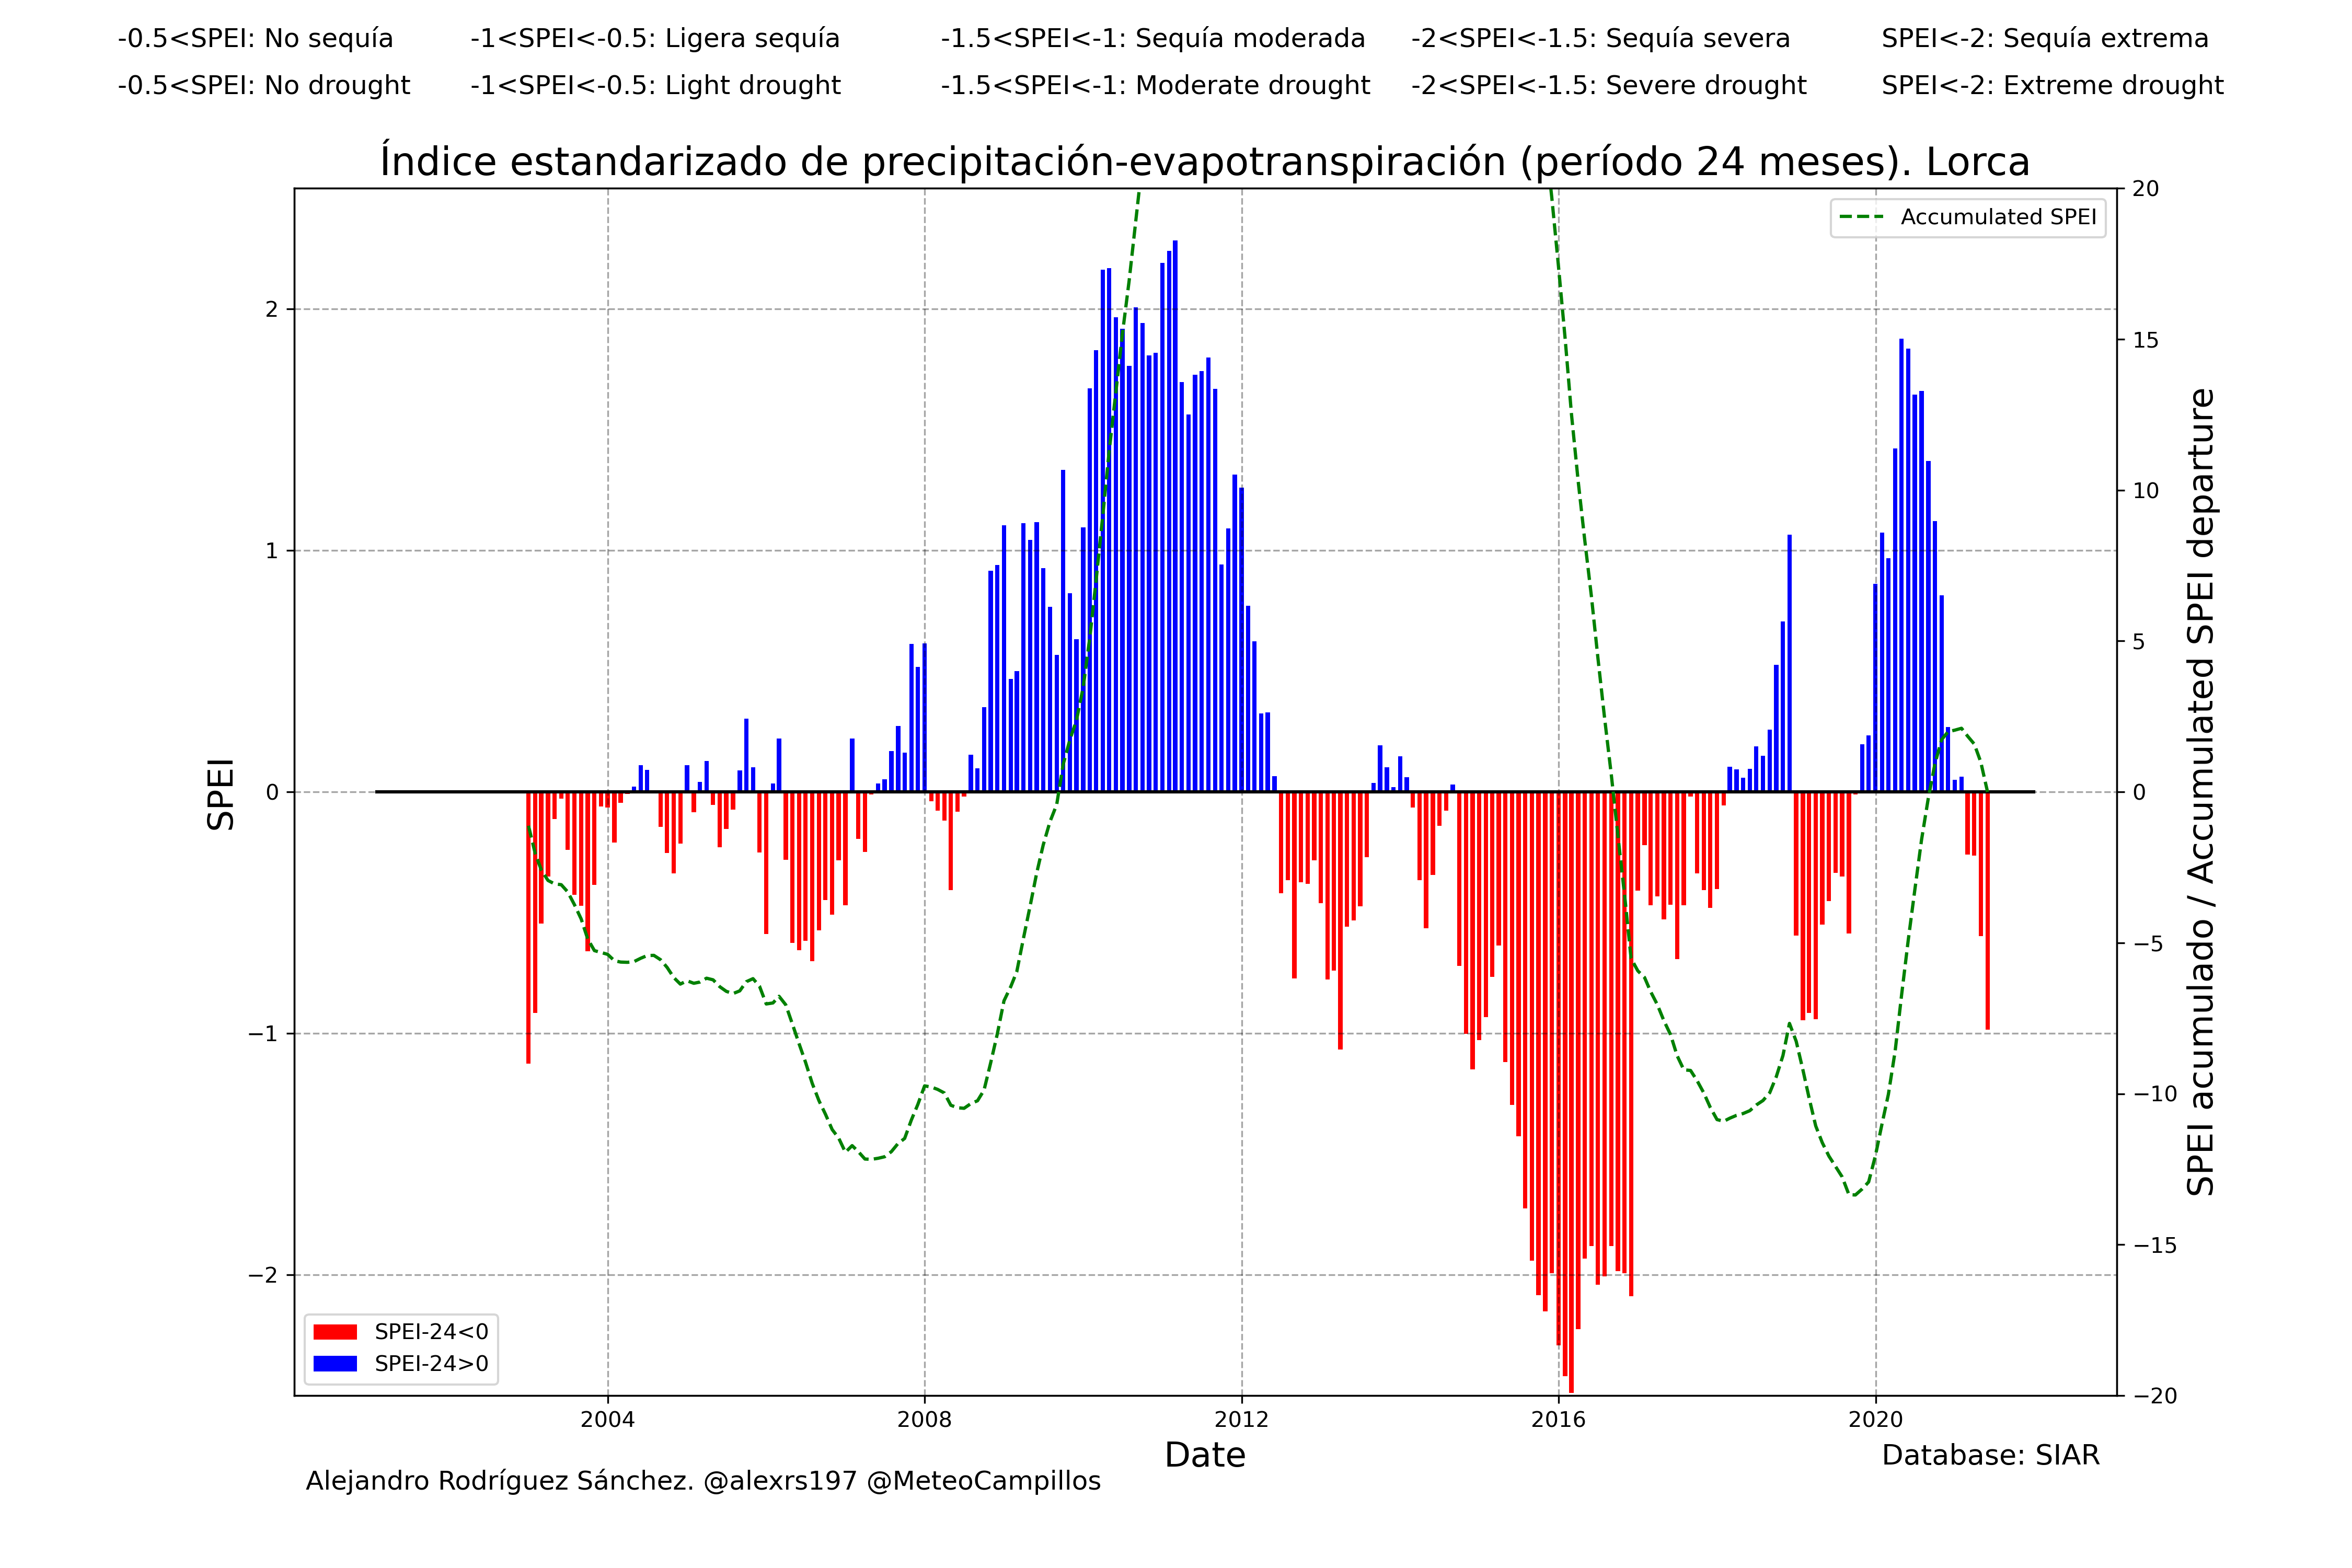 -0.5<SPEI: No sequía -1<SPEI<-0.5: Ligera sequía -1.5<SPEI<-1: Sequía moderada -2<SPEI<-1.5: Sequía severa SPEI<-2: Sequía extrema
-0.5<SPEI: No drought -1<SPEI<-0.5: Light drought -1.5<SPEI<-1: Moderate drought -2<SPEI<-1.5: Severe drought SPEI<-2: Extreme drought
Índice estandarizado de precipitación-evapotranspiración (período 24 meses). Lorca
Accumulated SPEI
SPEI
2
1
0
−1
−2
20
15
10
5
0
−5
−10
−15
−20
SPEI acumulado / Accumulated SPEI departure
SPEI-24<0
SPEI-24>0
2004 2008 2012 2016 2020
Date
Database: SIAR
Alejandro Rodríguez Sánchez. @alexrs197 @MeteoCampillos